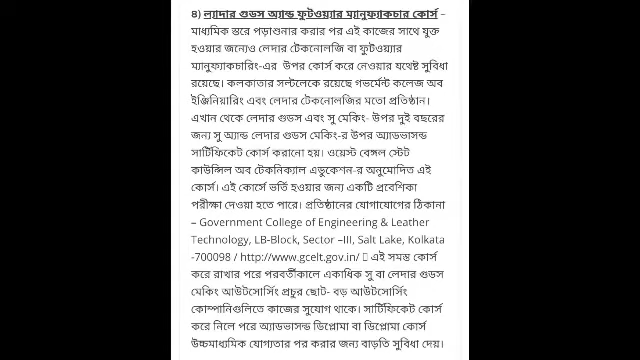 ৪) ল্যাদার গুডস অ্যান্ড ফুটওয়্যার ম্যানুফ্যাকচার কোর্স –
মাধ্যমিক স্তরে পড়াশুনার করার পর এই কাজের সাথে যুক্ত
হওয়ার জন্যেও লেদার টেকনোলজি বা ফুটওয়্যার
ম্যানুফ্যাকচারিং-এর উপর কোর্স করে নেওয়ার যথেষ্ট সুবিধা
রয়েছে। কলকাতার সল্টলেকে রয়েছে গভর্মেন্ট কলেজ অব
ইঞ্জিনিয়ারিং এবং লেদার টেকনোলজির মতো প্রতিষ্ঠান।
এখান থেকে লেদার গুডস এবং সু মেকিং- উপর দুই বছরের
জন্য সু অ্যান্ড লেদার গুডস মেকিং-র উপর অ্যাডভান্সড
সার্টিফিকেট কোর্স করানো হয়। ওয়েস্ট বেঙ্গল স্টেট
কাউন্সিল অব টেকনিক্যাল এডুকেশন-র অনুমোদিত এই
কোর্স। এই কোর্সে ভর্তি হওয়ার জন্য একটি প্রবেশিকা
পরীক্ষা দেওয়া হতে পারে। প্রতিষ্ঠানের যোগাযোগের ঠিকানা
– Government College of Engineering & Leather
Technology, LB-Block, Sector –III, Salt Lake, Kolkata
-700098 / http://www.gcelt.gov.in/ এই সমস্ত কোর্স
করে রাখার পরে পরবর্তীকালে একাধিক সু বা লেদার গুডস
মেকিং আউটসোর্সিং প্রচুর ছোট- বড় আউটসোর্সিং
কোম্পানিগুলিতে কাজের সুযোগ থাকে। সার্টিফিকেট কোর্স
করে নিলে পরে অ্যাডভান্সড ডিপ্লোমা বা ডিপ্লোমা কোর্স
উচ্চমাধ্যমিক যোগ্যতার পর করার জন্য বাড়তি সুবিধা দেয়।